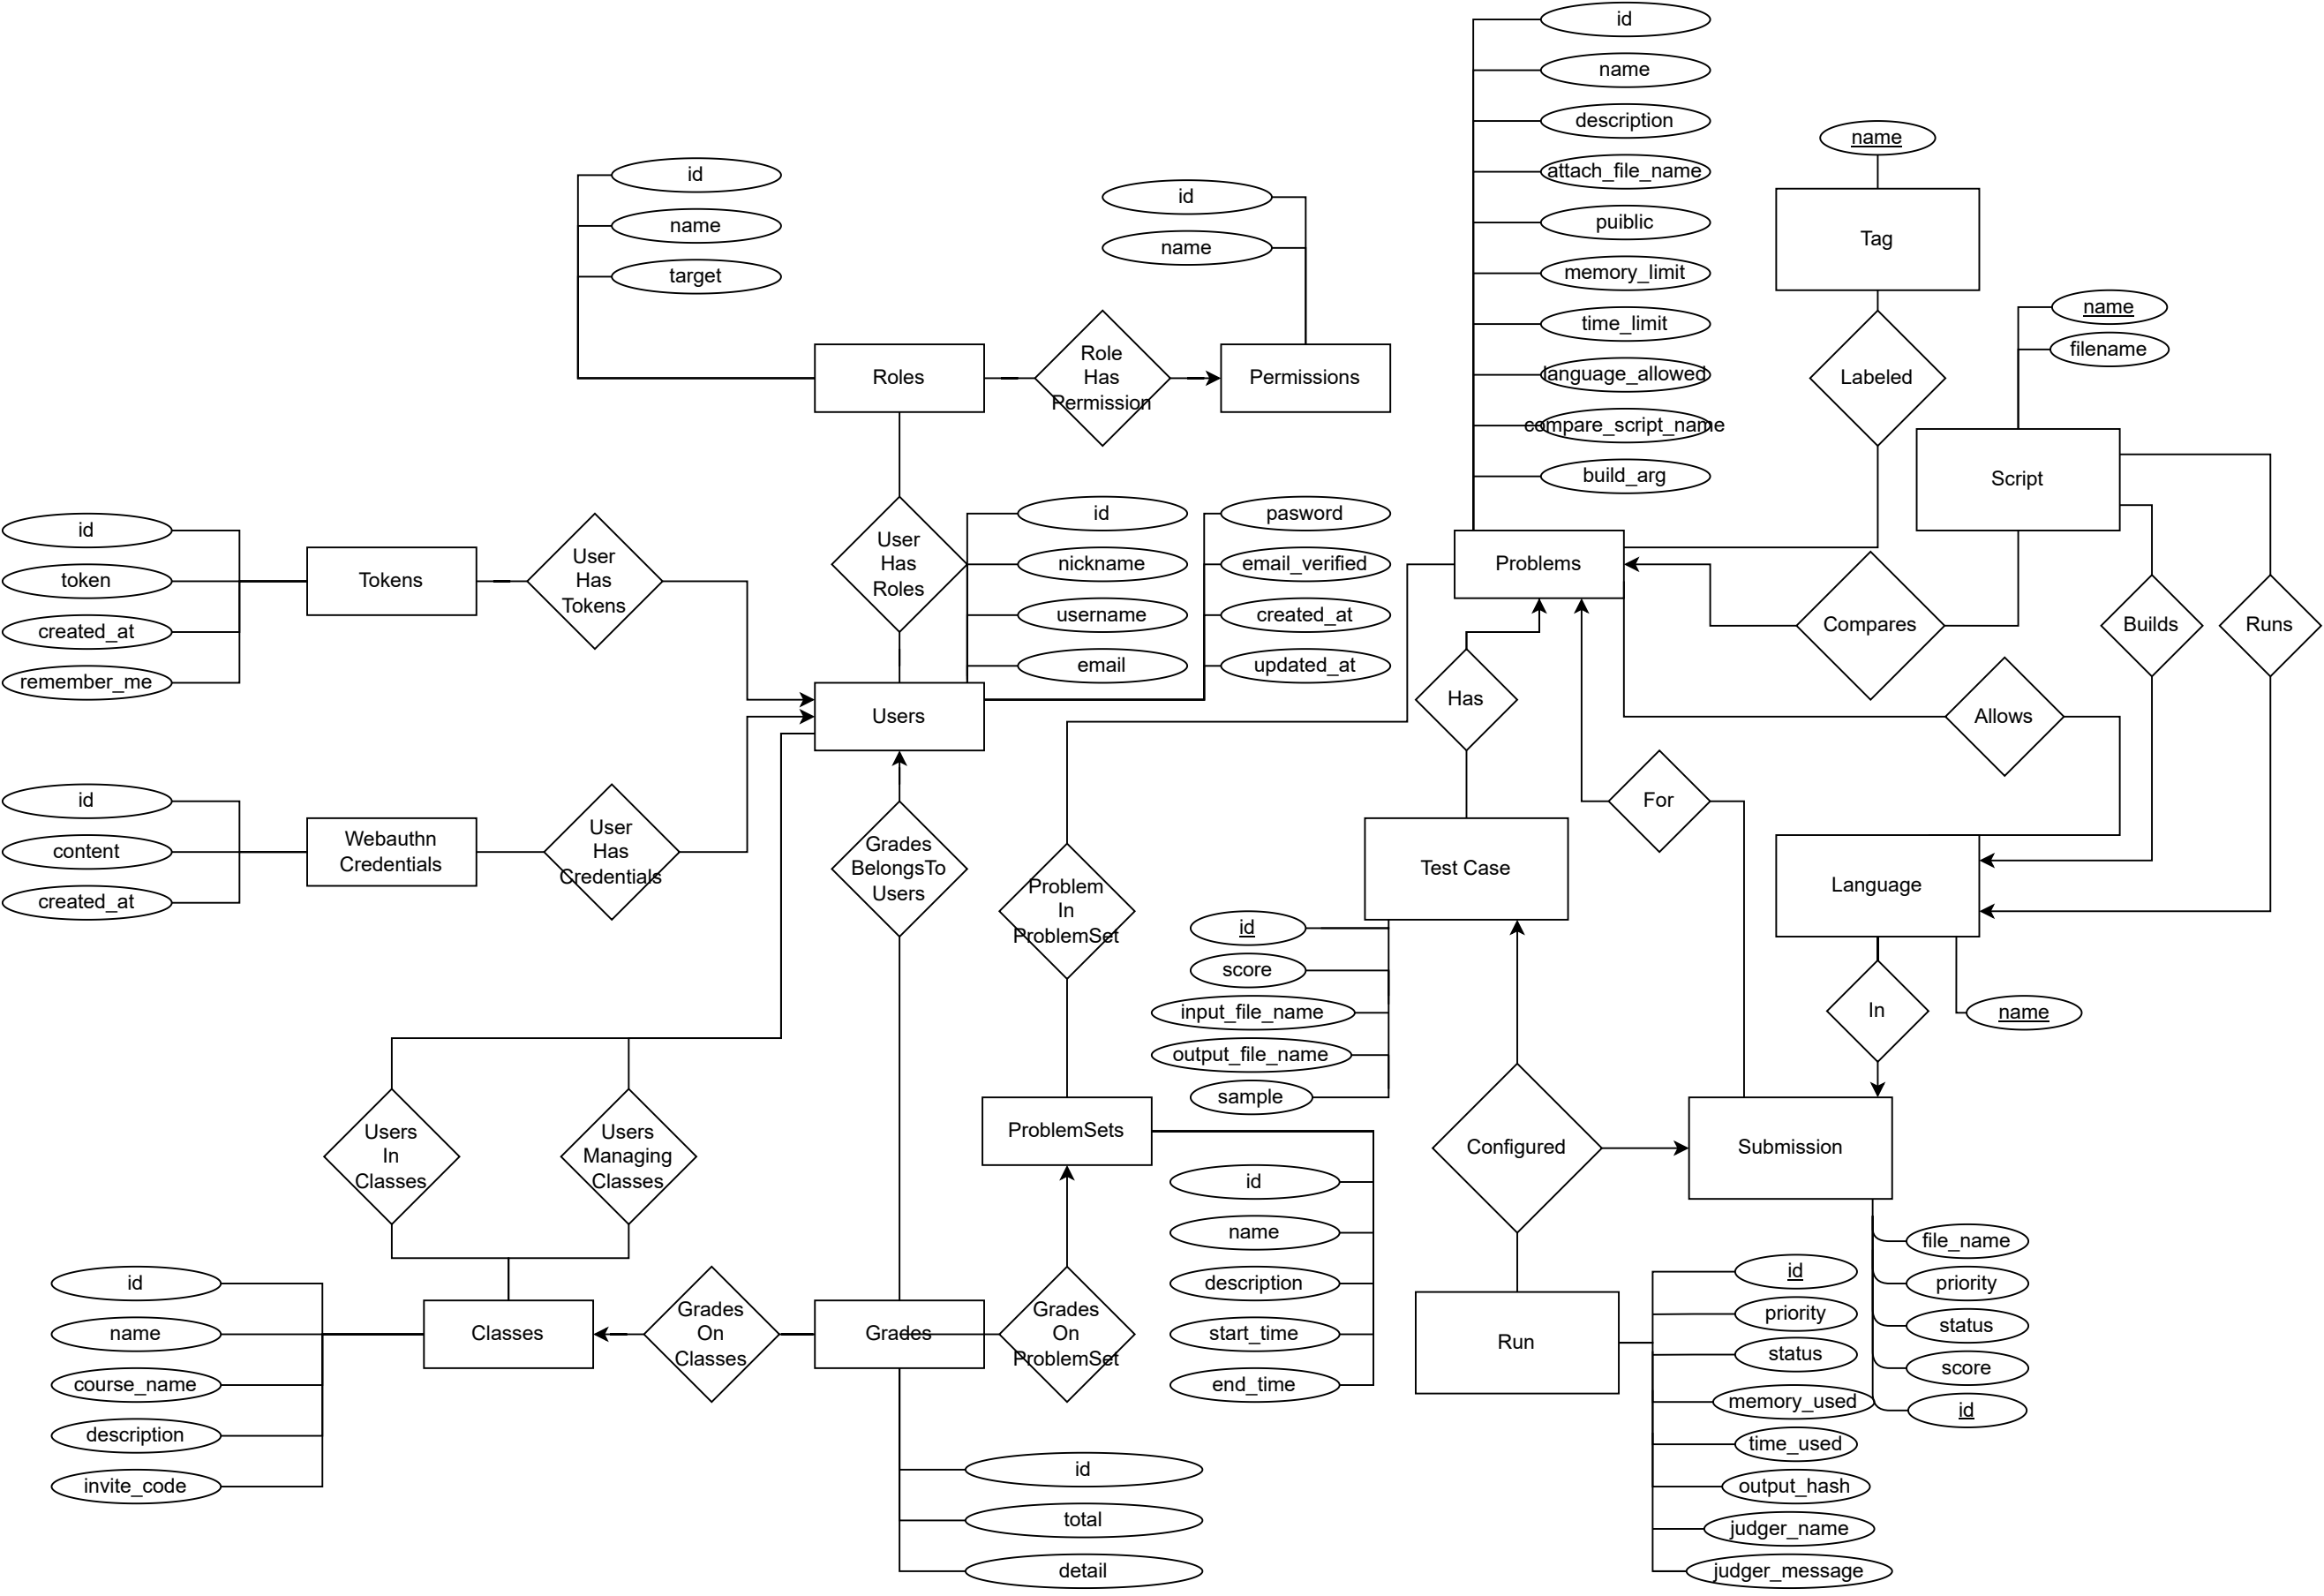 id
name
description
attach_file_name
puiblic
memory_limit
time_limit
language_allowed
compare_script_name
build_arg
name
Tag
Labeled
name
filename
Script
id
name
target
id
name
Roles
Role
Has
Permission
Permissions
id
token
created_at
remember_me
Tokens
User
Has
Tokens
User
Has
Roles
id
nickname
username
email
pasword
email_verified
created_at
updated_at
Users
Problems
Compares
Builds
Runs
Has
Allows
For
id
content
created_at
Webauthn
Credentials
User
Has
Credentials
Grades
BelongsTo
Users
Problem
In
ProblemSet
Test Case
Language
id
score
input_file_name
output_file_name
sample
In
name
Users
In
Classes
Users
Managing
Classes
ProblemSets
Configured
Submission
id
name
description
start_time
end_time
file_name
priority
status
score
id
id
name
course_name
description
invite_code
Classes
Grades
On
Classes
Grades
Grades
On
ProblemSet
Run
id
priority
status
memory_used
time_used
output_hash
judger_name
judger_message
id
total
detail